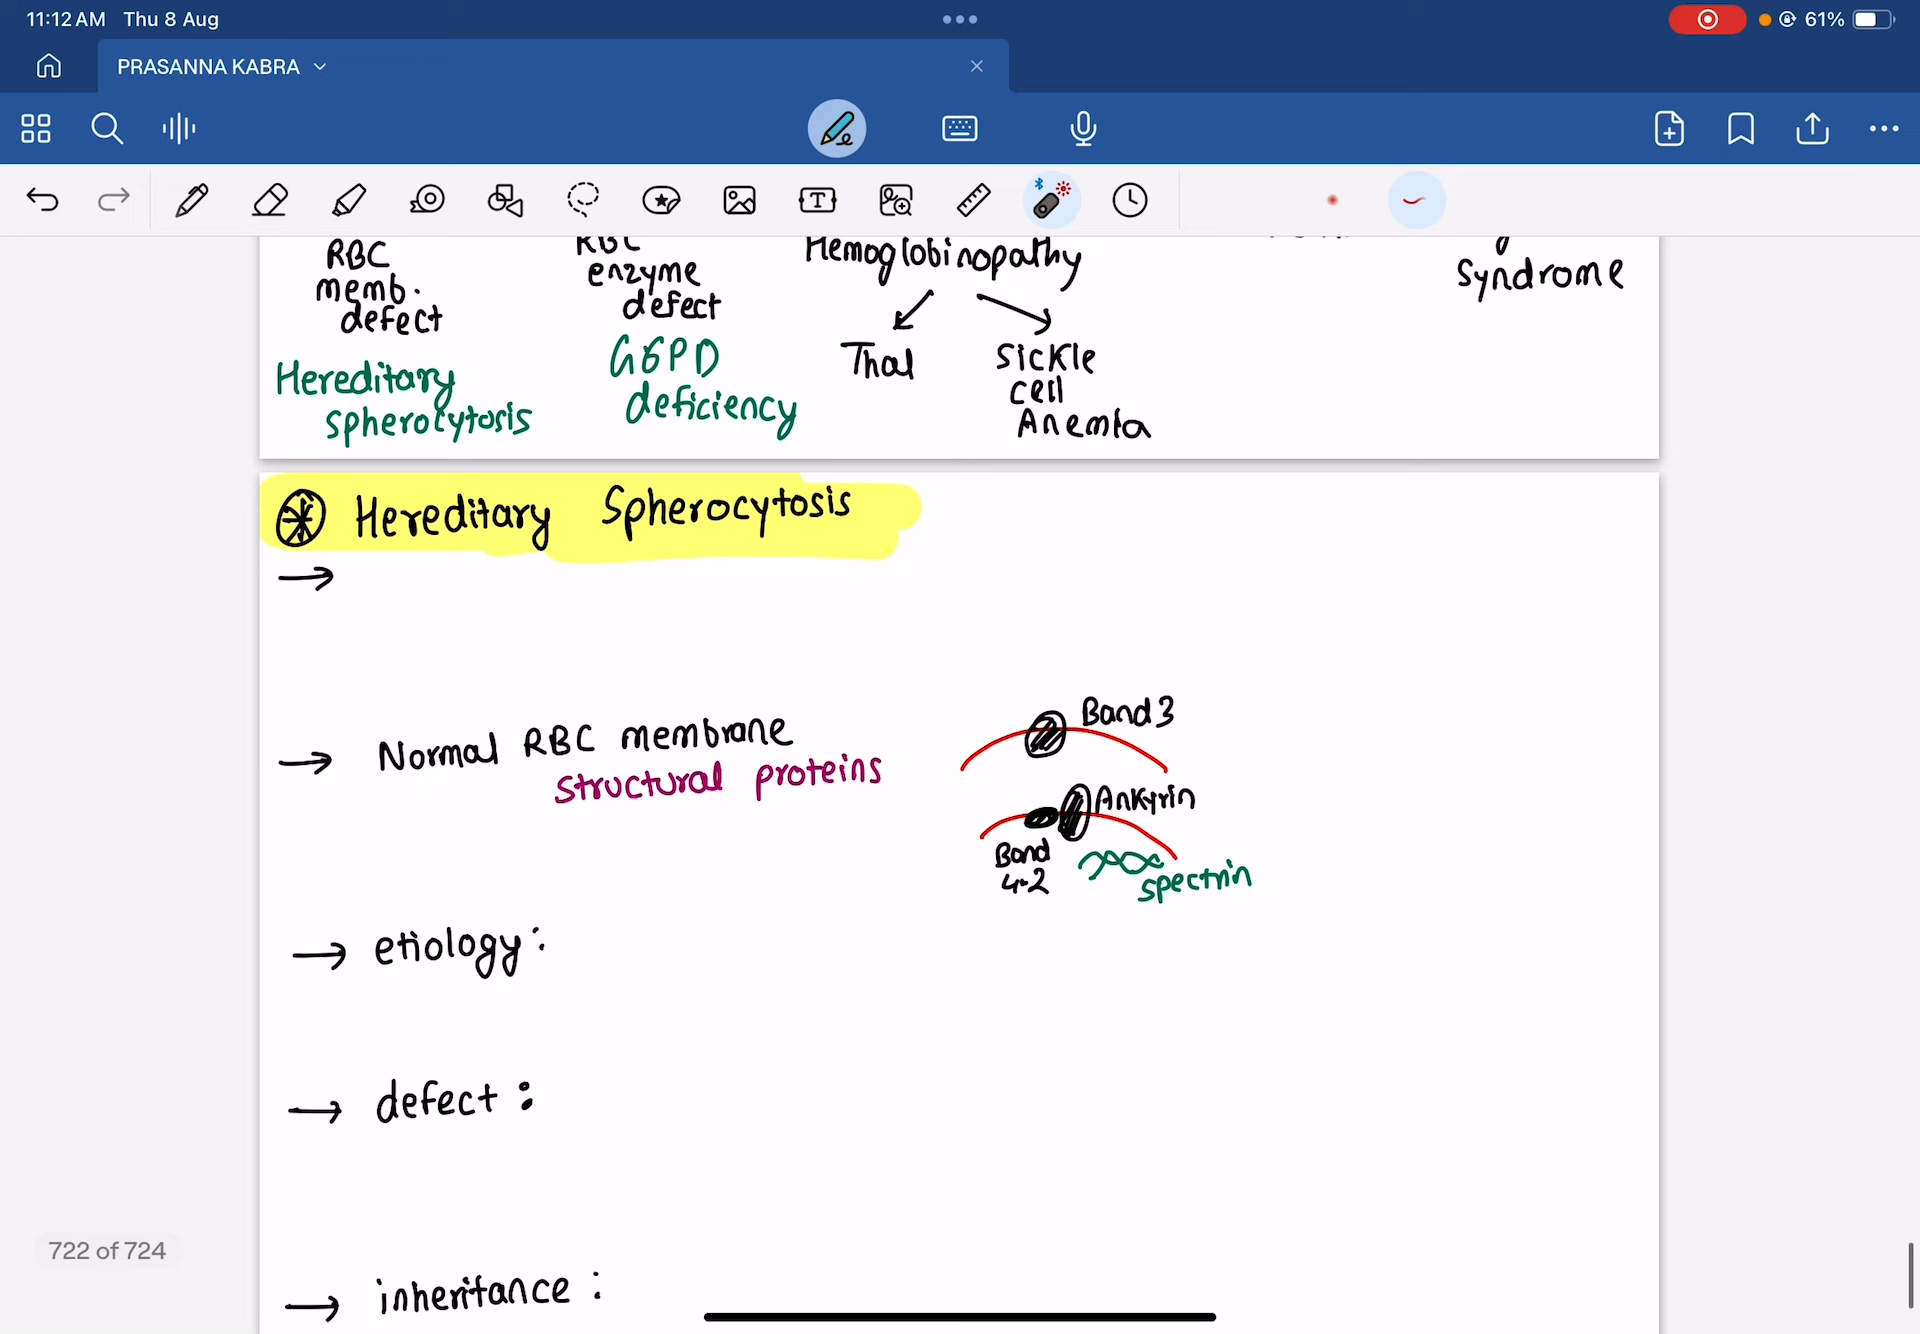 11:12 AM Thu 8 Aug
61%
PRASANNA KABRA
RBC
memb.
defect
Hereditary
spherocytosis
RBC
enzyme
defect
G6PD
deficiency
Hemoglobinopathy
Thal
Sickle
cell
Anemia
Syndrome
Hereditary Spherocytosis
→
→ Normal RBC membrane
structural proteins
Band 3
Ankyrin
Band
4.2
spectrin
→ etiology:
→ defect:
→ inheritance:
722 of 724